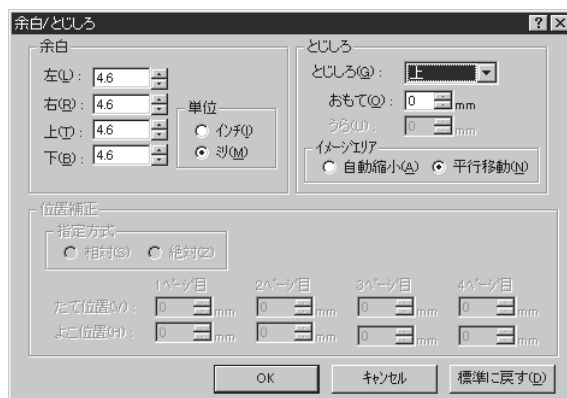 余白/とじしろ
余白
左(L): 4.6
右(R): 4.6
上(T): 4.6
下(B): 4.6
単位
インチ(I)
ミリ(M)
とじしろ
とじしろ(G): 上
おもて(O): 0 mm
うら(U): 0 mm
イメージエリア
自動縮小(A) 平行移動(N)
位置補正
指定方式
相対(S) 絶対(Z)
1ページ目 2ページ目 3ページ目 4ページ目
たて位置(V): 0 mm 0 mm 0 mm 0 mm
よこ位置(H): 0 mm 0 mm 0 mm 0 mm
OK キャンセル 標準に戻す(D)